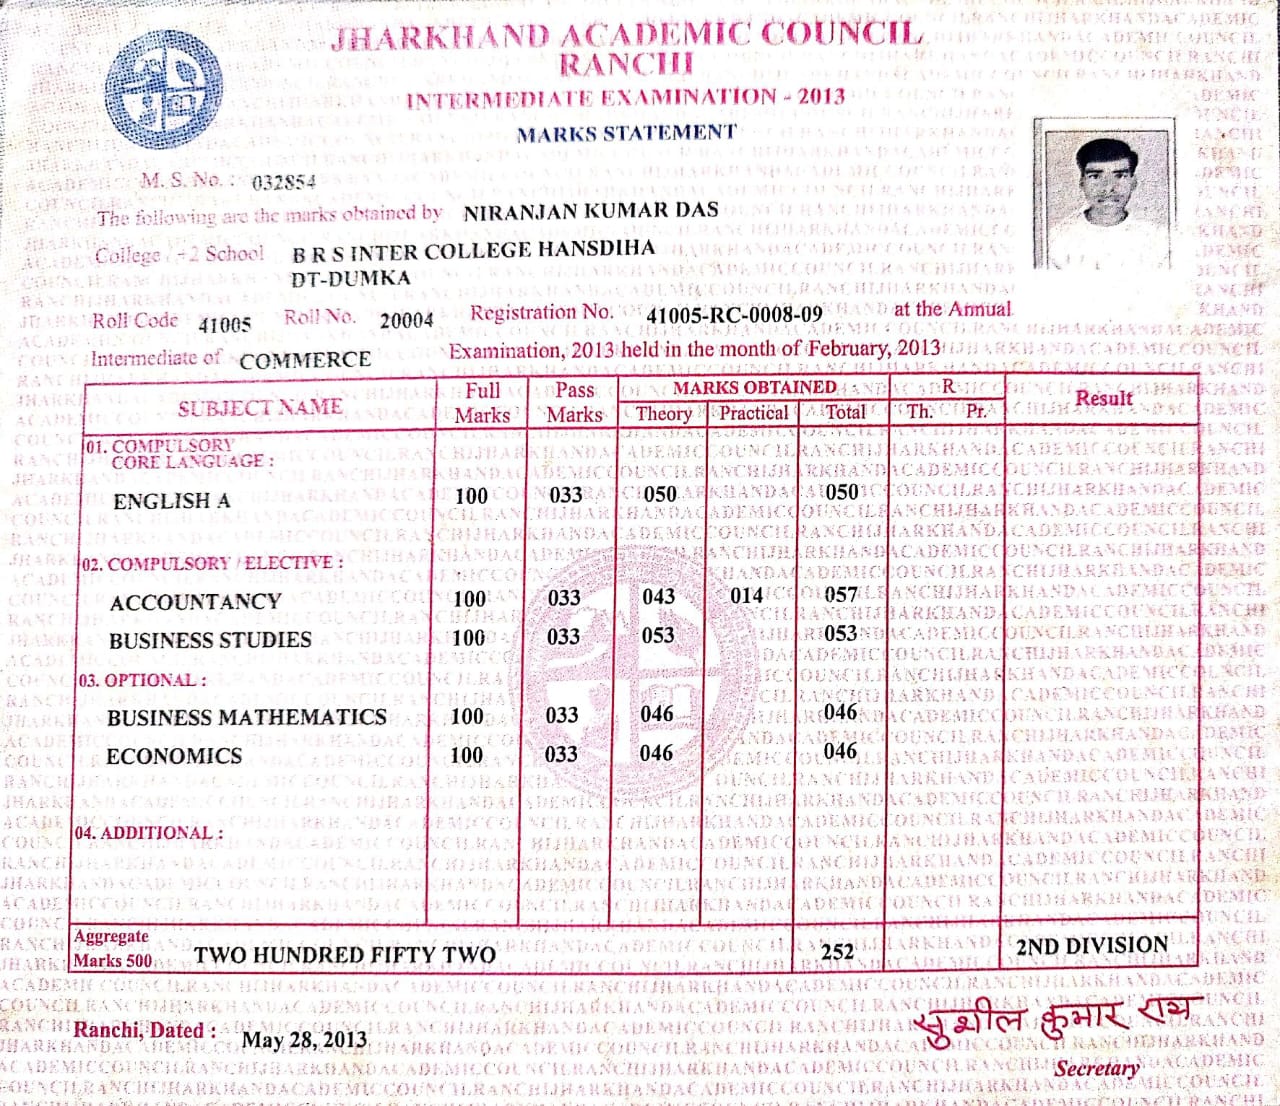 JHARKHAND ACADEMIC COUNCIL
RANCHI
INTERMEDIATE EXAMINATION - 2013
MARKS STATEMENT
M. S. No. : 032854
The following are the marks obtained by NIRANJAN KUMAR DAS
College / +2 School B R S INTER COLLEGE HANSDIHA
DT-DUMKA
Roll Code 41005 Roll No. 20004 Registration No. 41005-RC-0008-09 at the Annual
Intermediate of COMMERCE Examination, 2013 held in the month of February, 2013
SUBJECT NAME Full Marks Pass Marks MARKS OBTAINED R Result
Theory Practical Total Th. Pr.
01. COMPULSORY
CORE LANGUAGE :
ENGLISH A 100 033 050 050
02. COMPULSORY / ELECTIVE :
ACCOUNTANCY 100 033 043 014 057
BUSINESS STUDIES 100 033 053 053
03. OPTIONAL :
BUSINESS MATHEMATICS 100 033 046 046
ECONOMICS 100 033 046 046
04. ADDITIONAL :
Aggregate
Marks 500 TWO HUNDRED FIFTY TWO 252 2ND DIVISION
Ranchi, Dated : May 28, 2013
सुशील कुमार राय
Secretary